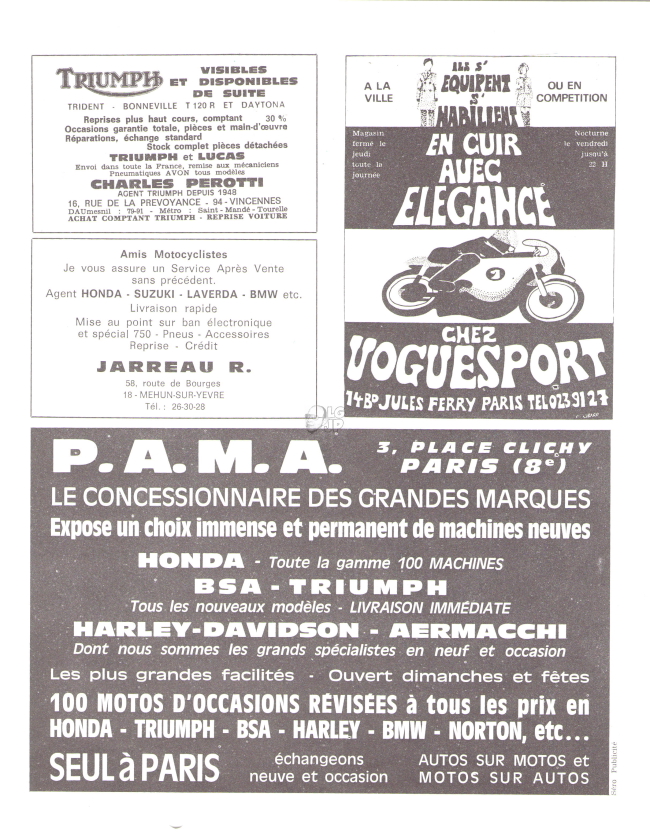 TRIUMPH
VISIBLES
ET DISPONIBLES
DE SUITE
TRIDENT - BONNEVILLE T 120 R ET DAYTONA
Reprises plus haut cours, comptant 30 %
Occasions garantie totale, pièces et main-d'œuvre
Réparations, échange standard
Stock complet pièces détachées
TRIUMPH et LUCAS
Envoi dans toute la France, remise aux mécaniciens
Pneumatiques AVON tous modèles
CHARLES PEROTTI
AGENT TRIUMPH DEPUIS 1948
16, RUE DE LA PREVOYANCE - 94 - VINCENNES
DAUmesnil : 79-91 - Métro : Saint-Mandé-Tourelle
ACHAT COMPTANT TRIUMPH - REPRISE VOITURE
Amis Motocyclistes
Je vous assure un Service Après Vente
sans précédent.
Agent HONDA - SUZUKI - LAVERDA - BMW etc.
Livraison rapide
Mise au point sur ban électronique
et spécial 750 - Pneus - Accessoires
Reprise - Crédit
JARREAU R.
58, route de Bourges
18 - MEHUN-SUR-YEVRE
Tél. : 26-30-28
A LA
VILLE
ILS S'
EQUIPENT
S'
HABILLENT
OU EN
COMPETITION
Magasin
fermé le
jeudi
toute la
journée
EN CUIR
AVEC
ELEGANCE
Nocturne
le vendredi
jusqu'à
22 H
CHEZ
VOGUESPORT
14 BD JULES FERRY PARIS TEL 023 91 27
LG
JP
P.A.M.A.
3, PLACE CLICHY
PARIS (8e)
LE CONCESSIONNAIRE DES GRANDES MARQUES
Expose un choix immense et permanent de machines neuves
HONDA - Toute la gamme 100 MACHINES
BSA - TRIUMPH
Tous les nouveaux modèles - LIVRAISON IMMÉDIATE
HARLEY-DAVIDSON - AERMACCHI
Dont nous sommes les grands spécialistes en neuf et occasion
Les plus grandes facilités - Ouvert dimanches et fêtes
100 MOTOS D'OCCASIONS RÉVISÉES à tous les prix en
HONDA - TRIUMPH - BSA - HARLEY - BMW - NORTON, etc...
SEUL à PARIS
échangeons
neuve et occasion
AUTOS SUR MOTOS et
MOTOS SUR AUTOS
Publicité